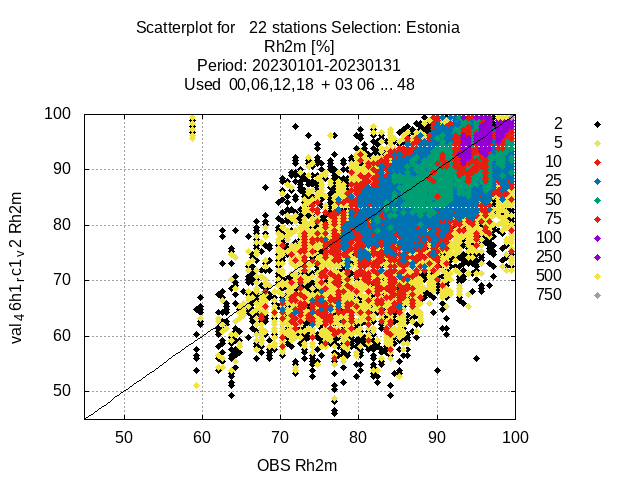 Scatterplot for 22 stations Selection: Estonia
Rh2m [%]
Period: 20230101-20230131
Used 00,06,12,18 + 03 06 ... 48
val4 6h1rc1v2 Rh2m
100
90
80
70
60
50
50 60 70 80 90 100
OBS Rh2m
2
5
10
25
50
75
100
250
500
750